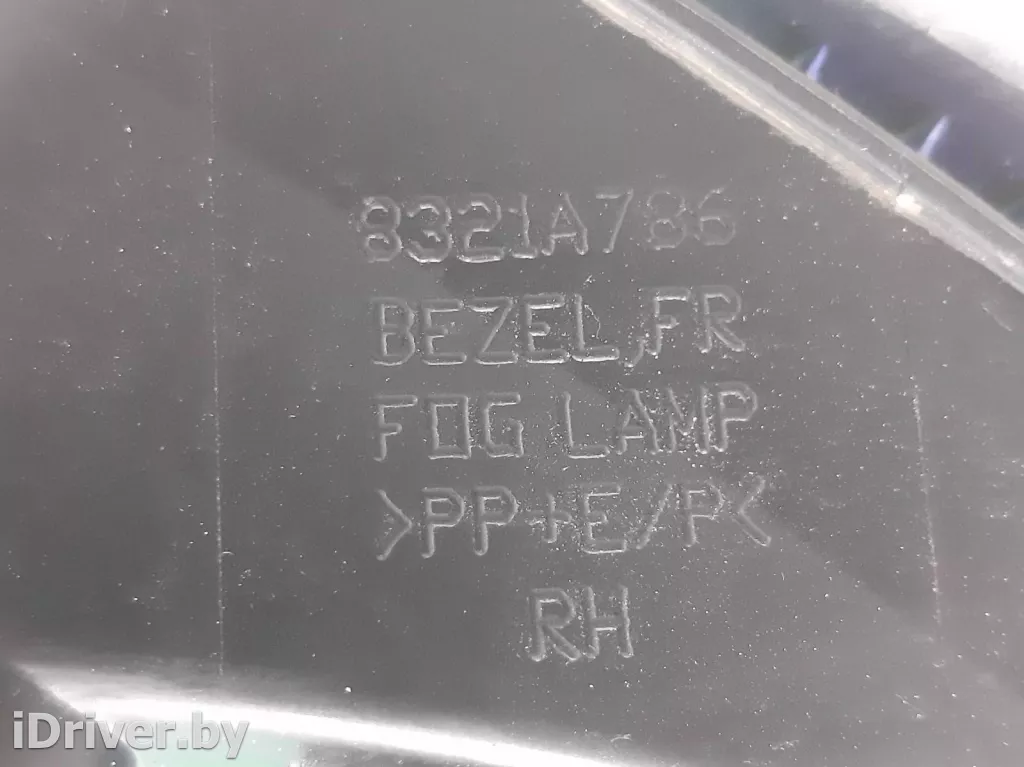 8321A786
BEZEL,FR
FOG LAMP
>PP+E/P<
RH
iDriver.by